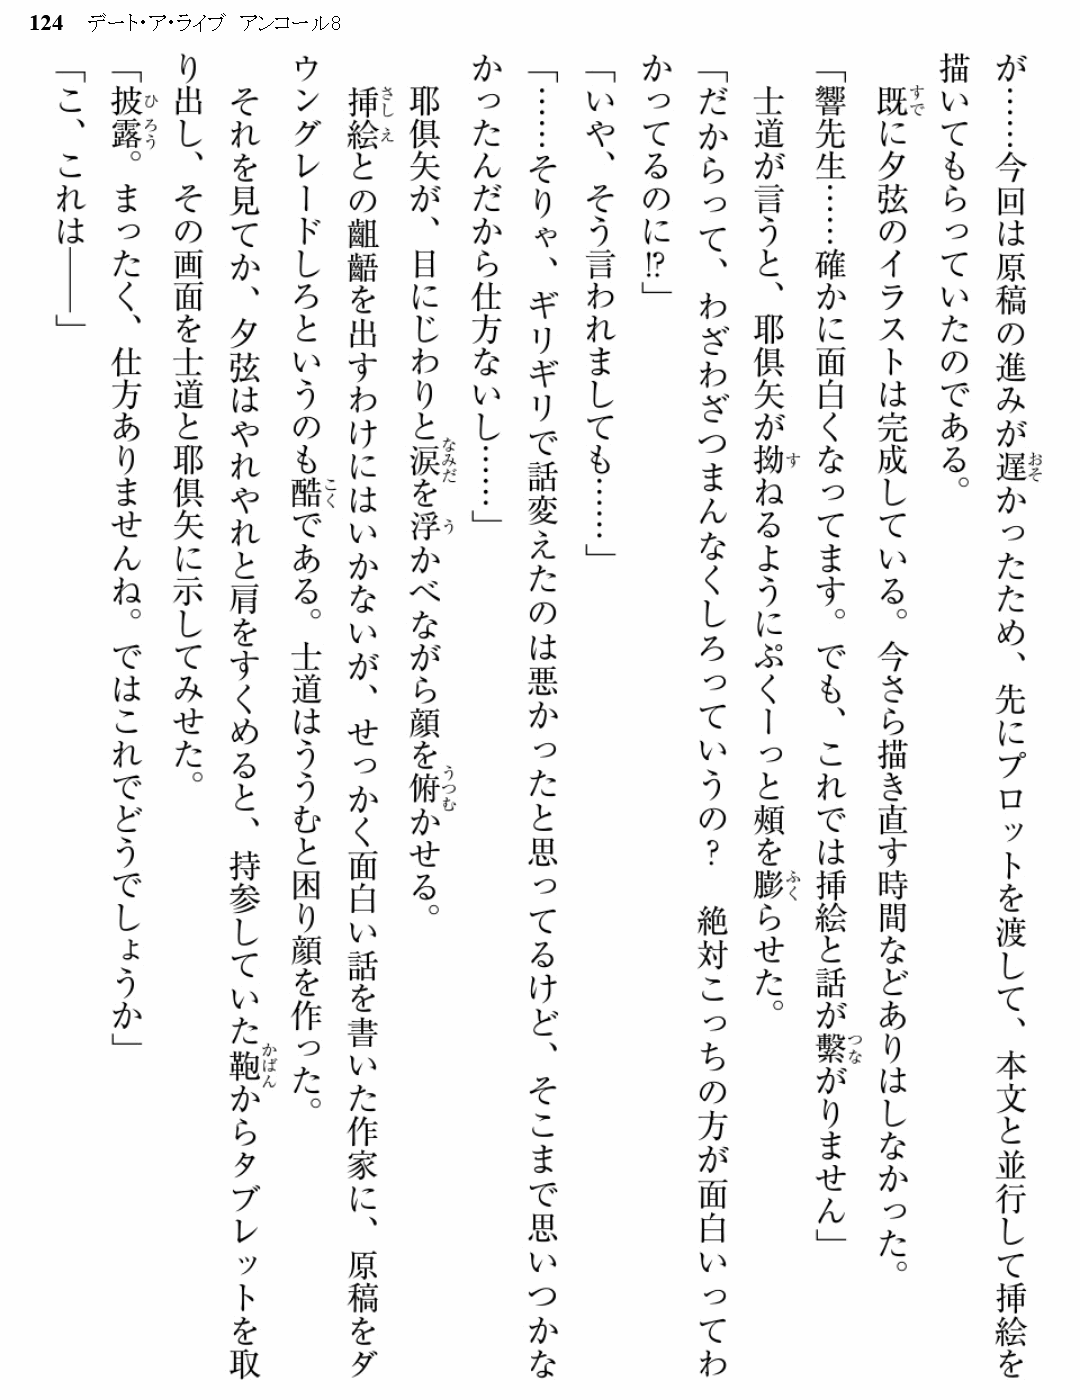 124 デート・ア・ライブ アンコール8
が……今回は原稿の進みが遅かったため、先にプロットを渡して、本文と並行して挿絵を
描いてもらっていたのである。
既に夕弦のイラストは完成している。今さら描き直す時間などありはしなかった。
「響先生……確かに面白くなってます。でも、これでは挿絵と話が繋がりません」
士道が言うと、耶倶矢が拗ねるようにぷくーっと頰を膨らせた。
「だからって、わざわざつまんなくしろっていうの？ 絶対こっちの方が面白いってわ
かってるのに!?」
「いや、そう言われましても……」
「……そりゃ、ギリギリで話変えたのは悪かったと思ってるけど、そこまで思いつかな
かったんだから仕方ないし……」
耶倶矢が、目にじわりと涙を浮かべながら顔を俯かせる。
挿絵との齟齬を出すわけにはいかないが、せっかく面白い話を書いた作家に、原稿をダ
ウングレードしろというのも酷である。士道はううむと困り顔を作った。
それを見てか、夕弦はやれやれと肩をすくめると、持参していた鞄からタブレットを取
り出し、その画面を士道と耶倶矢に示してみせた。
「披露。まったく、仕方ありませんね。ではこれでどうでしょうか」
「こ、これは――」